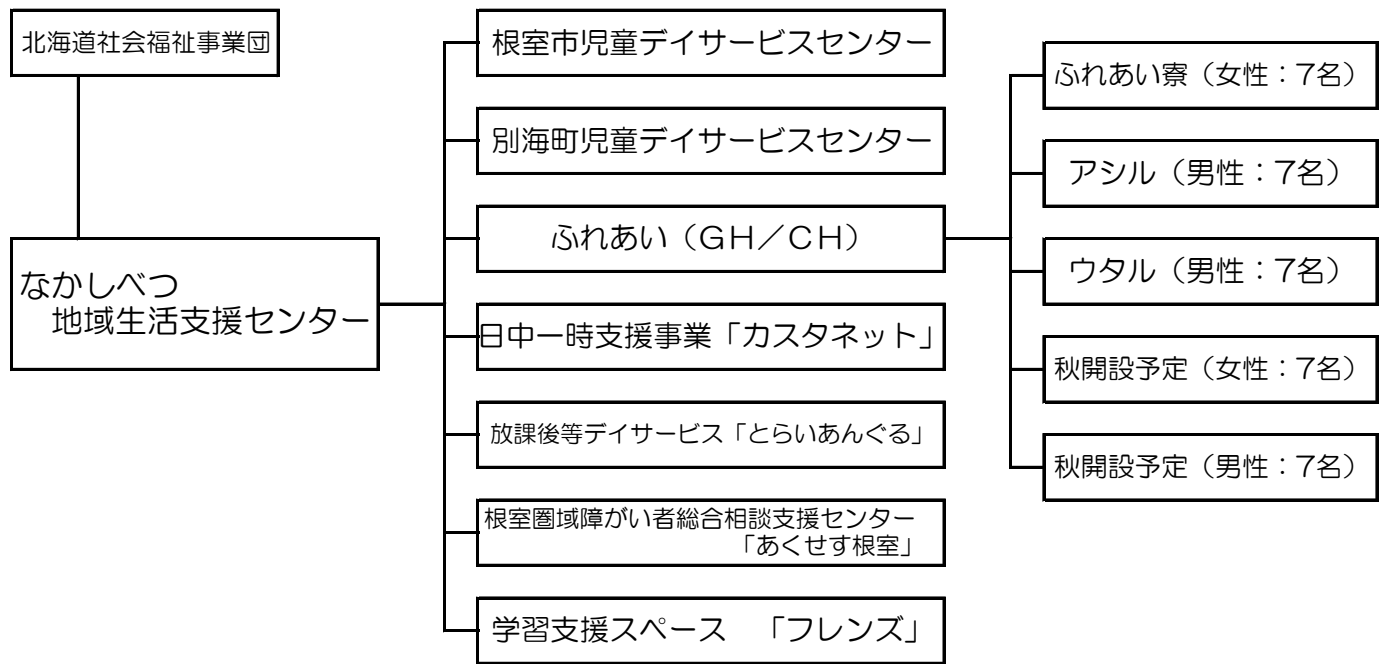 北海道社会福祉事業団
なかしべつ
地域生活支援センター
根室市児童デイサービスセンター
別海町児童デイサービスセンター
ふれあい（GH／CH）
日中一時支援事業「カスタネット」
放課後等デイサービス「とらいあんぐる」
根室圏域障がい者総合相談支援センター
「あくせす根室」
学習支援スペース　「フレンズ」
ふれあい寮（女性：7名）
アシル（男性：7名）
ウタル（男性：7名）
秋開設予定（女性：7名）
秋開設予定（男性：7名）